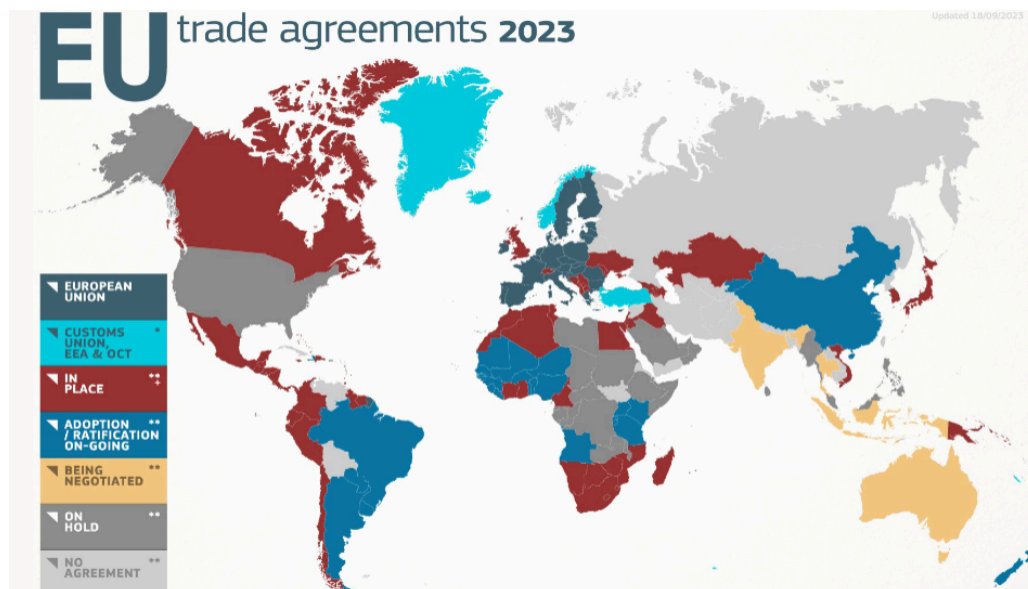 Updated 18/09/2023
EU trade agreements 2023
EUROPEAN
UNION
CUSTOMS *
UNION,
EEA & OCT
IN **
PLACE +
ADOPTION **
/ RATIFICATION
ON-GOING
BEING **
NEGOTIATED
ON **
HOLD
NO **
AGREEMENT